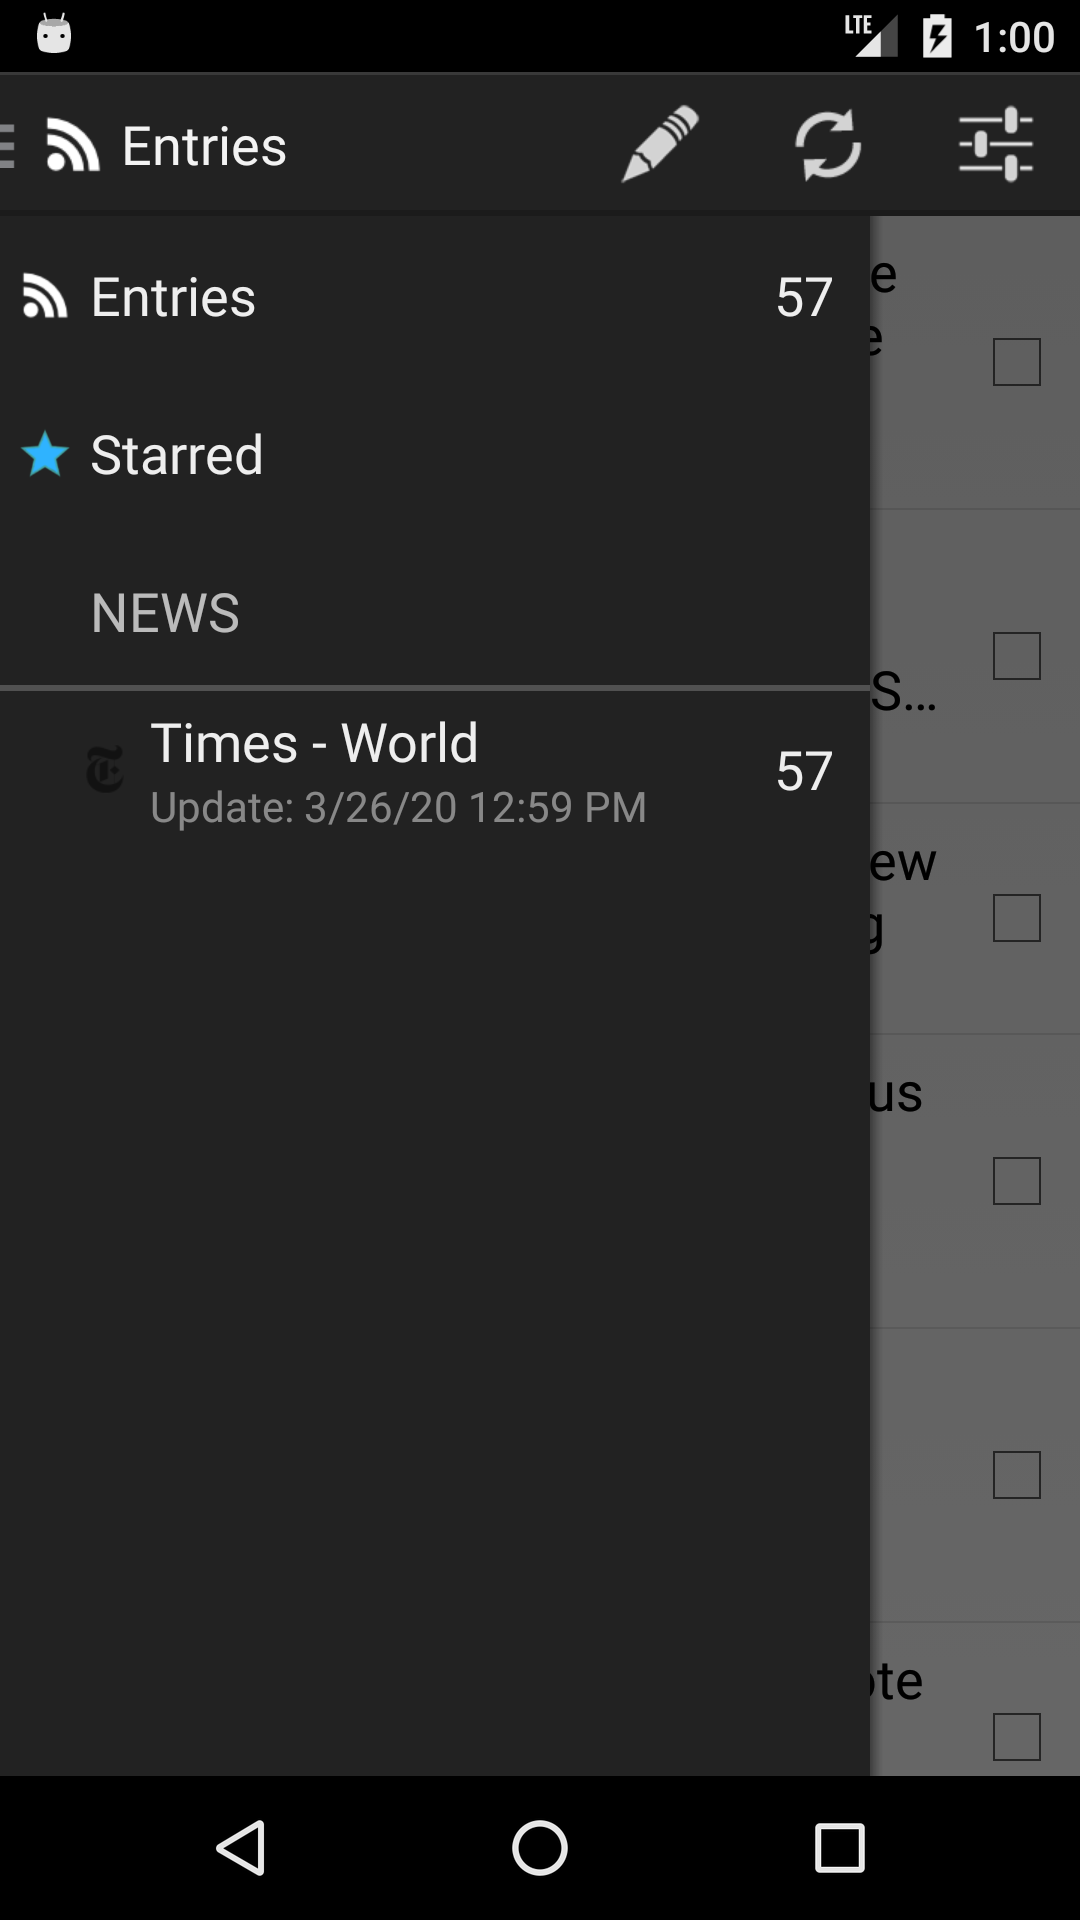 LTE 1:00
Entries
Entries 57
Starred
NEWS
Times - World 57
Update: 3/26/20 12:59 PM
e
e
S...
ew
g
us
te